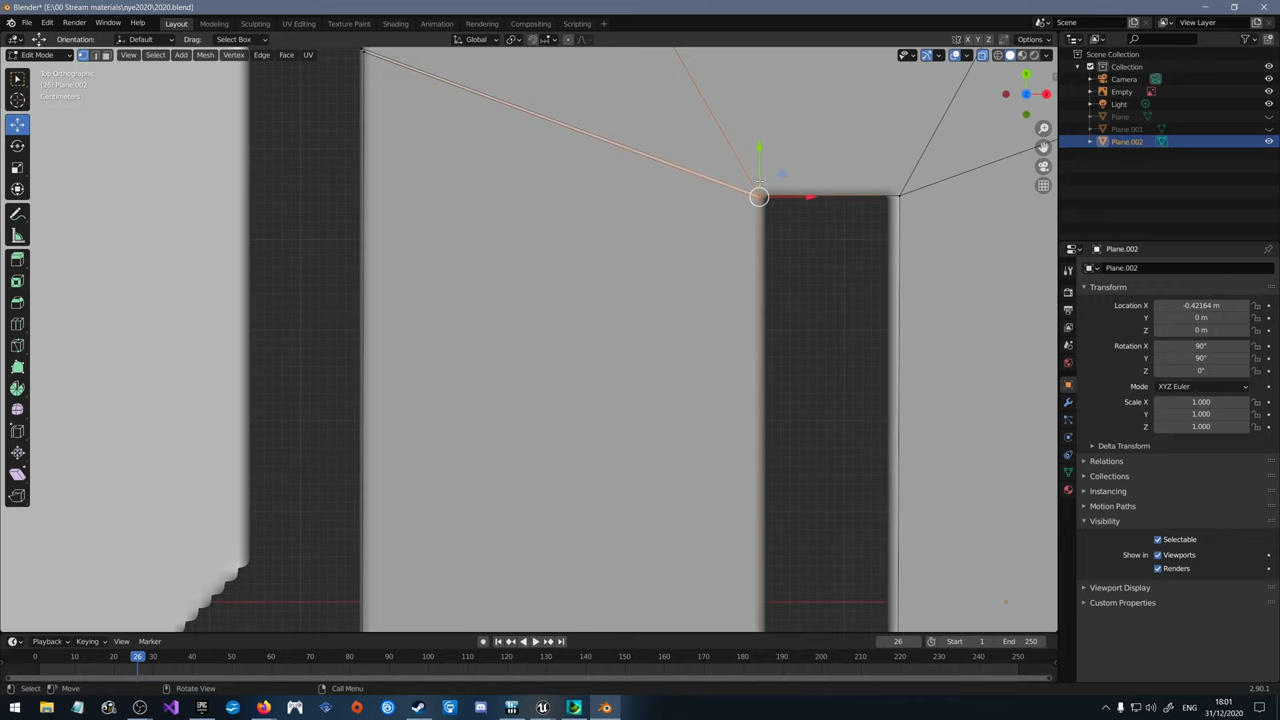 Blender* [E:\00 Stream materials\nye2020\2020.blend]
File Edit Render Window Help Layout Modeling Sculpting UV Editing Texture Paint Shading Animation Rendering Compositing Scripting + Scene View Layer
Orientation: Default Drag: Select Box Global X Y Z Options
Edit Mode View Select Add Mesh Vertex Edge Face UV
Top Orthographic
(26) Plane.002
Centimeters
Y
Z
X
Scene Collection
Collection
Camera
Empty
Light
Plane
Plane.001
Plane.002
Plane.002
Plane.002
Transform
Location X -0.42164 m
Y 0 m
Z 0 m
Rotation X 90°
Y 90°
Z 0°
Mode XYZ Euler
Scale X 1.000
Y 1.000
Z 1.000
Delta Transform
Relations
Collections
Instancing
Motion Paths
Visibility
Selectable
Show in Viewports
Renders
Viewport Display
Custom Properties
Playback Keying View Marker 26 Start 1 End 250
0 26 30 40 50 60 70 80 90 100 110 120 130 140 150 160 170 180 190 200 210 220 230 240 250
Select Move Rotate View Call Menu 2.90.1
ENG 18:01
31/12/2020